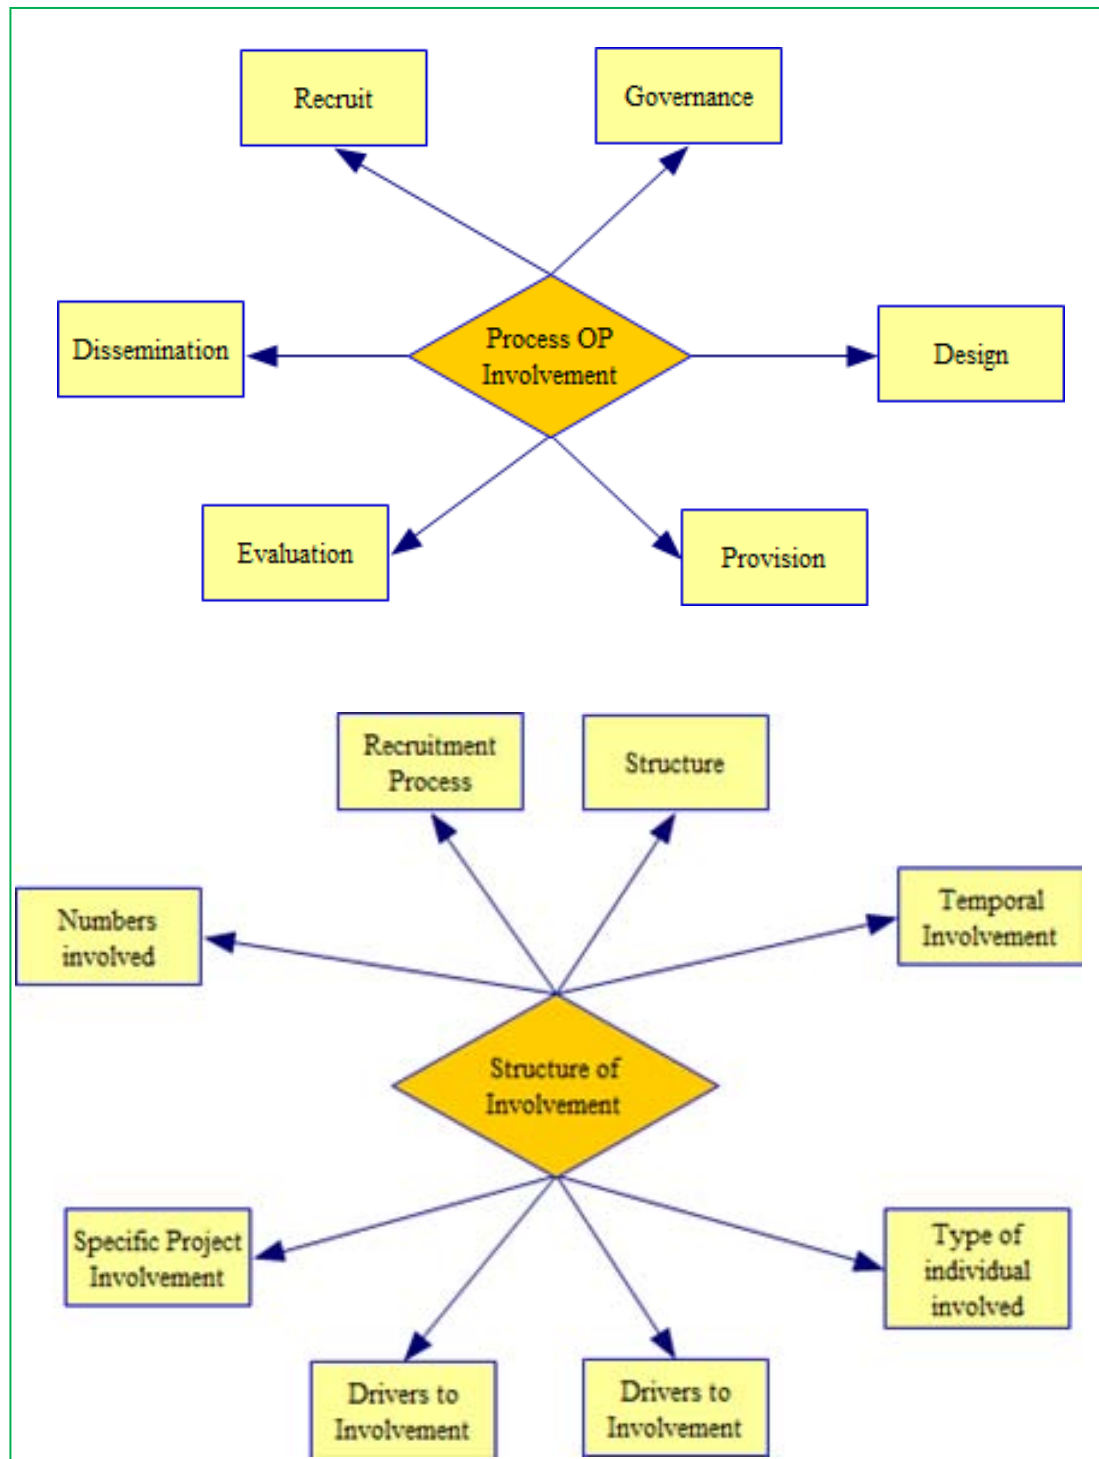 Recruit
Governance
Dissemination
Process OP
Involvement
Design
Evaluation
Provision
Recruitment
Process
Structure
Numbers
involved
Temporal
Involvement
Structure of
Involvement
Specific Project
Involvement
Type of
individual
involved
Drivers to
Involvement
Drivers to
Involvement